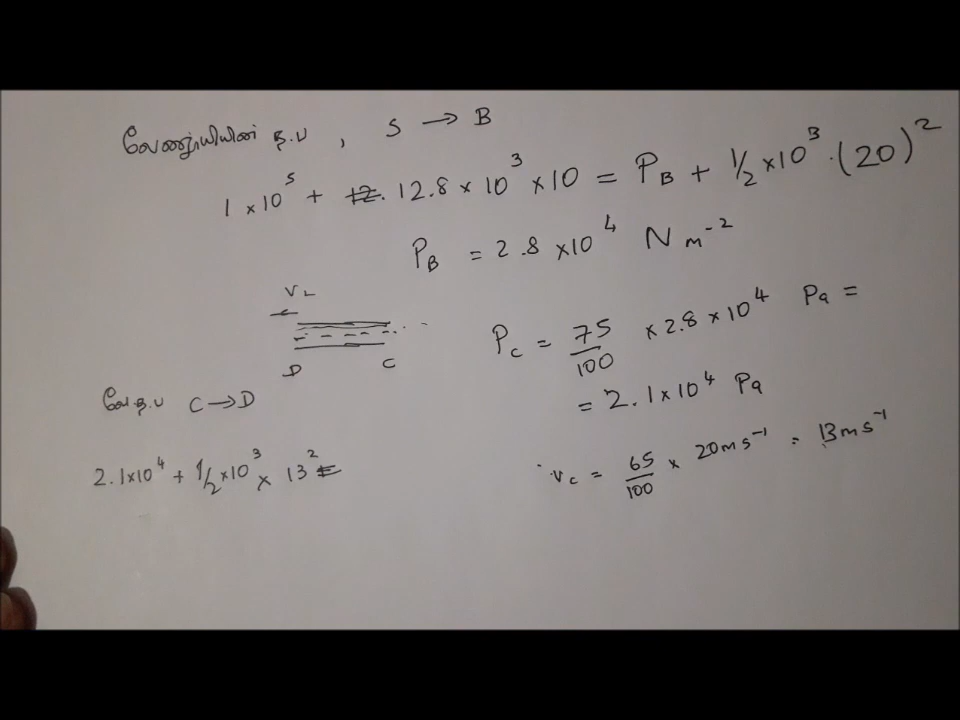 வேணூயியின் த.ப , S → B
1 × 10⁵ + 12.8 × 10³ × 10 = P_B + 1/2 × 10³ . (20)²
P_B = 2.8 × 10⁴ N m⁻²
V_L
D C
P_C = 75/100 × 2.8 × 10⁴ Pa =
= 2.1 × 10⁴ Pa
வே.த.ப C → D
V_C = 65/100 × 20 m s⁻¹ = 13 m s⁻¹
2.1 × 10⁴ + 1/2 × 10³ × 13²